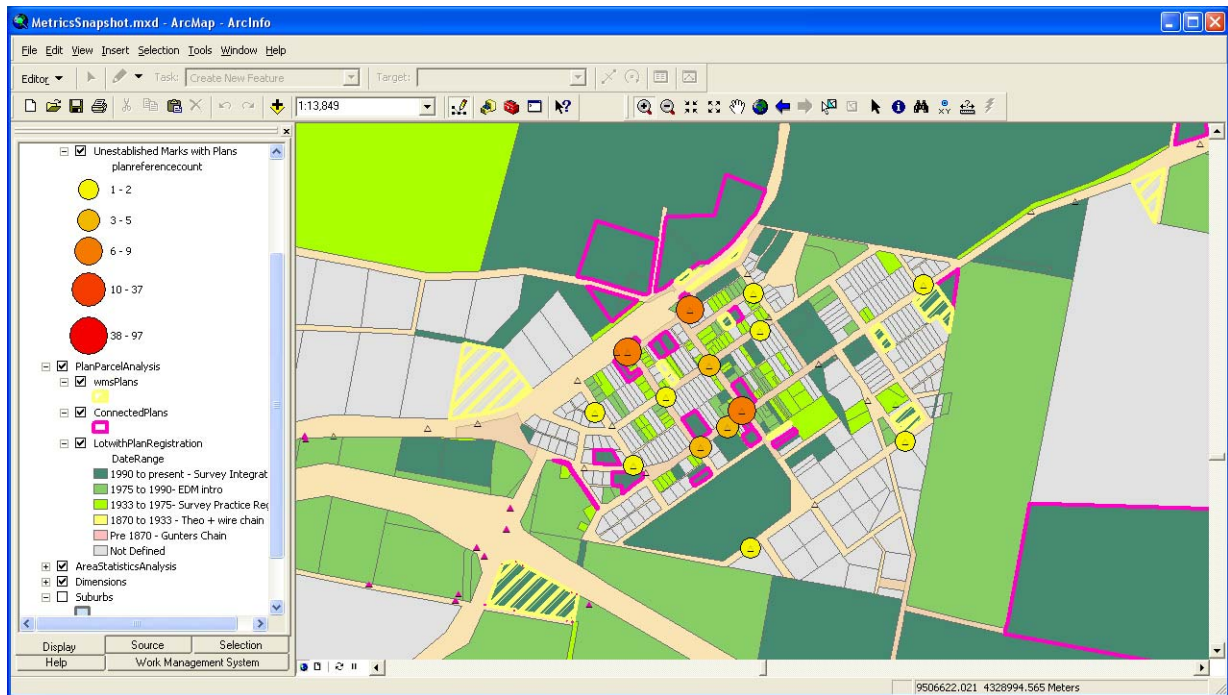 MetricsSnapshot.mxd - ArcMap - ArcInfo
File Edit View Insert Selection Tools Window Help
Editor Task: Create New Feature Target:
1:13,849
Unestablished Marks with Plans
planreferencecount
1 - 2
3 - 5
6 - 9
10 - 37
38 - 97
PlanParcelAnalysis
wmsPlans
ConnectedPlans
LotwithPlanRegistration
DateRange
1990 to present - Survey Integrat
1975 to 1990- EDM intro
1933 to 1975- Survey Practice Reg
1870 to 1933 - Theo + wire chain
Pre 1870 - Gunters Chain
Not Defined
AreaStatisticsAnalysis
Dimensions
Suburbs
Display Source Selection
Help Work Management System
9506622.021 4328994.565 Meters